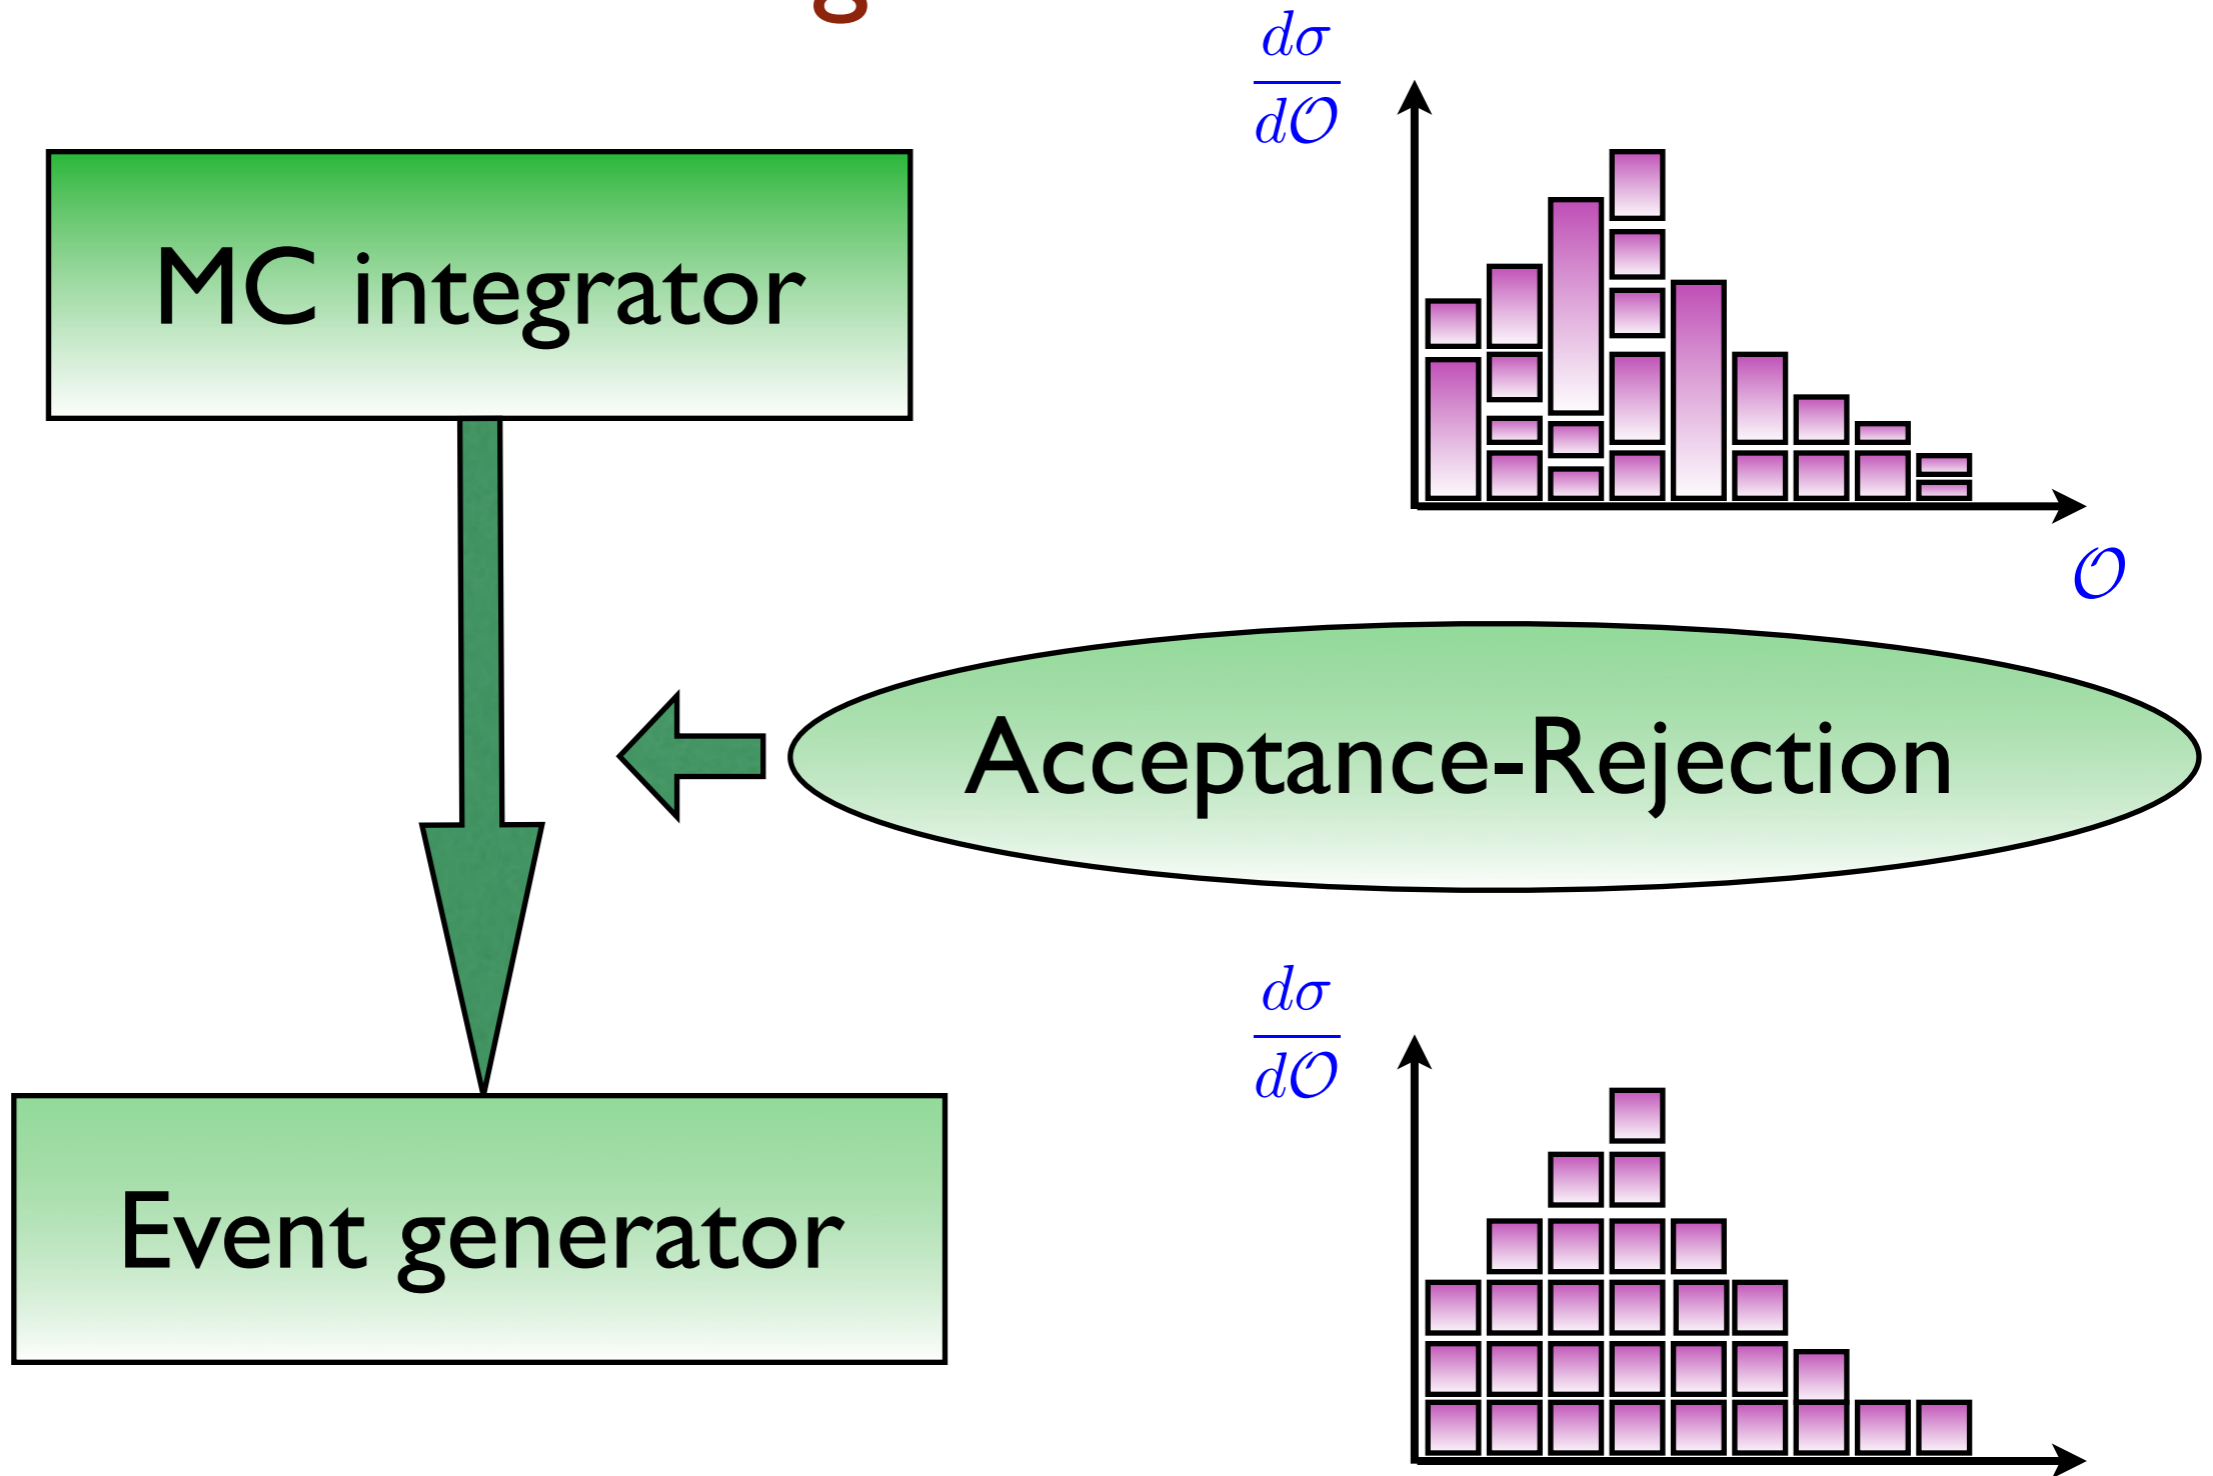 dσ
d𝒪
MC integrator
𝒪
Acceptance-Rejection
dσ
d𝒪
Event generator